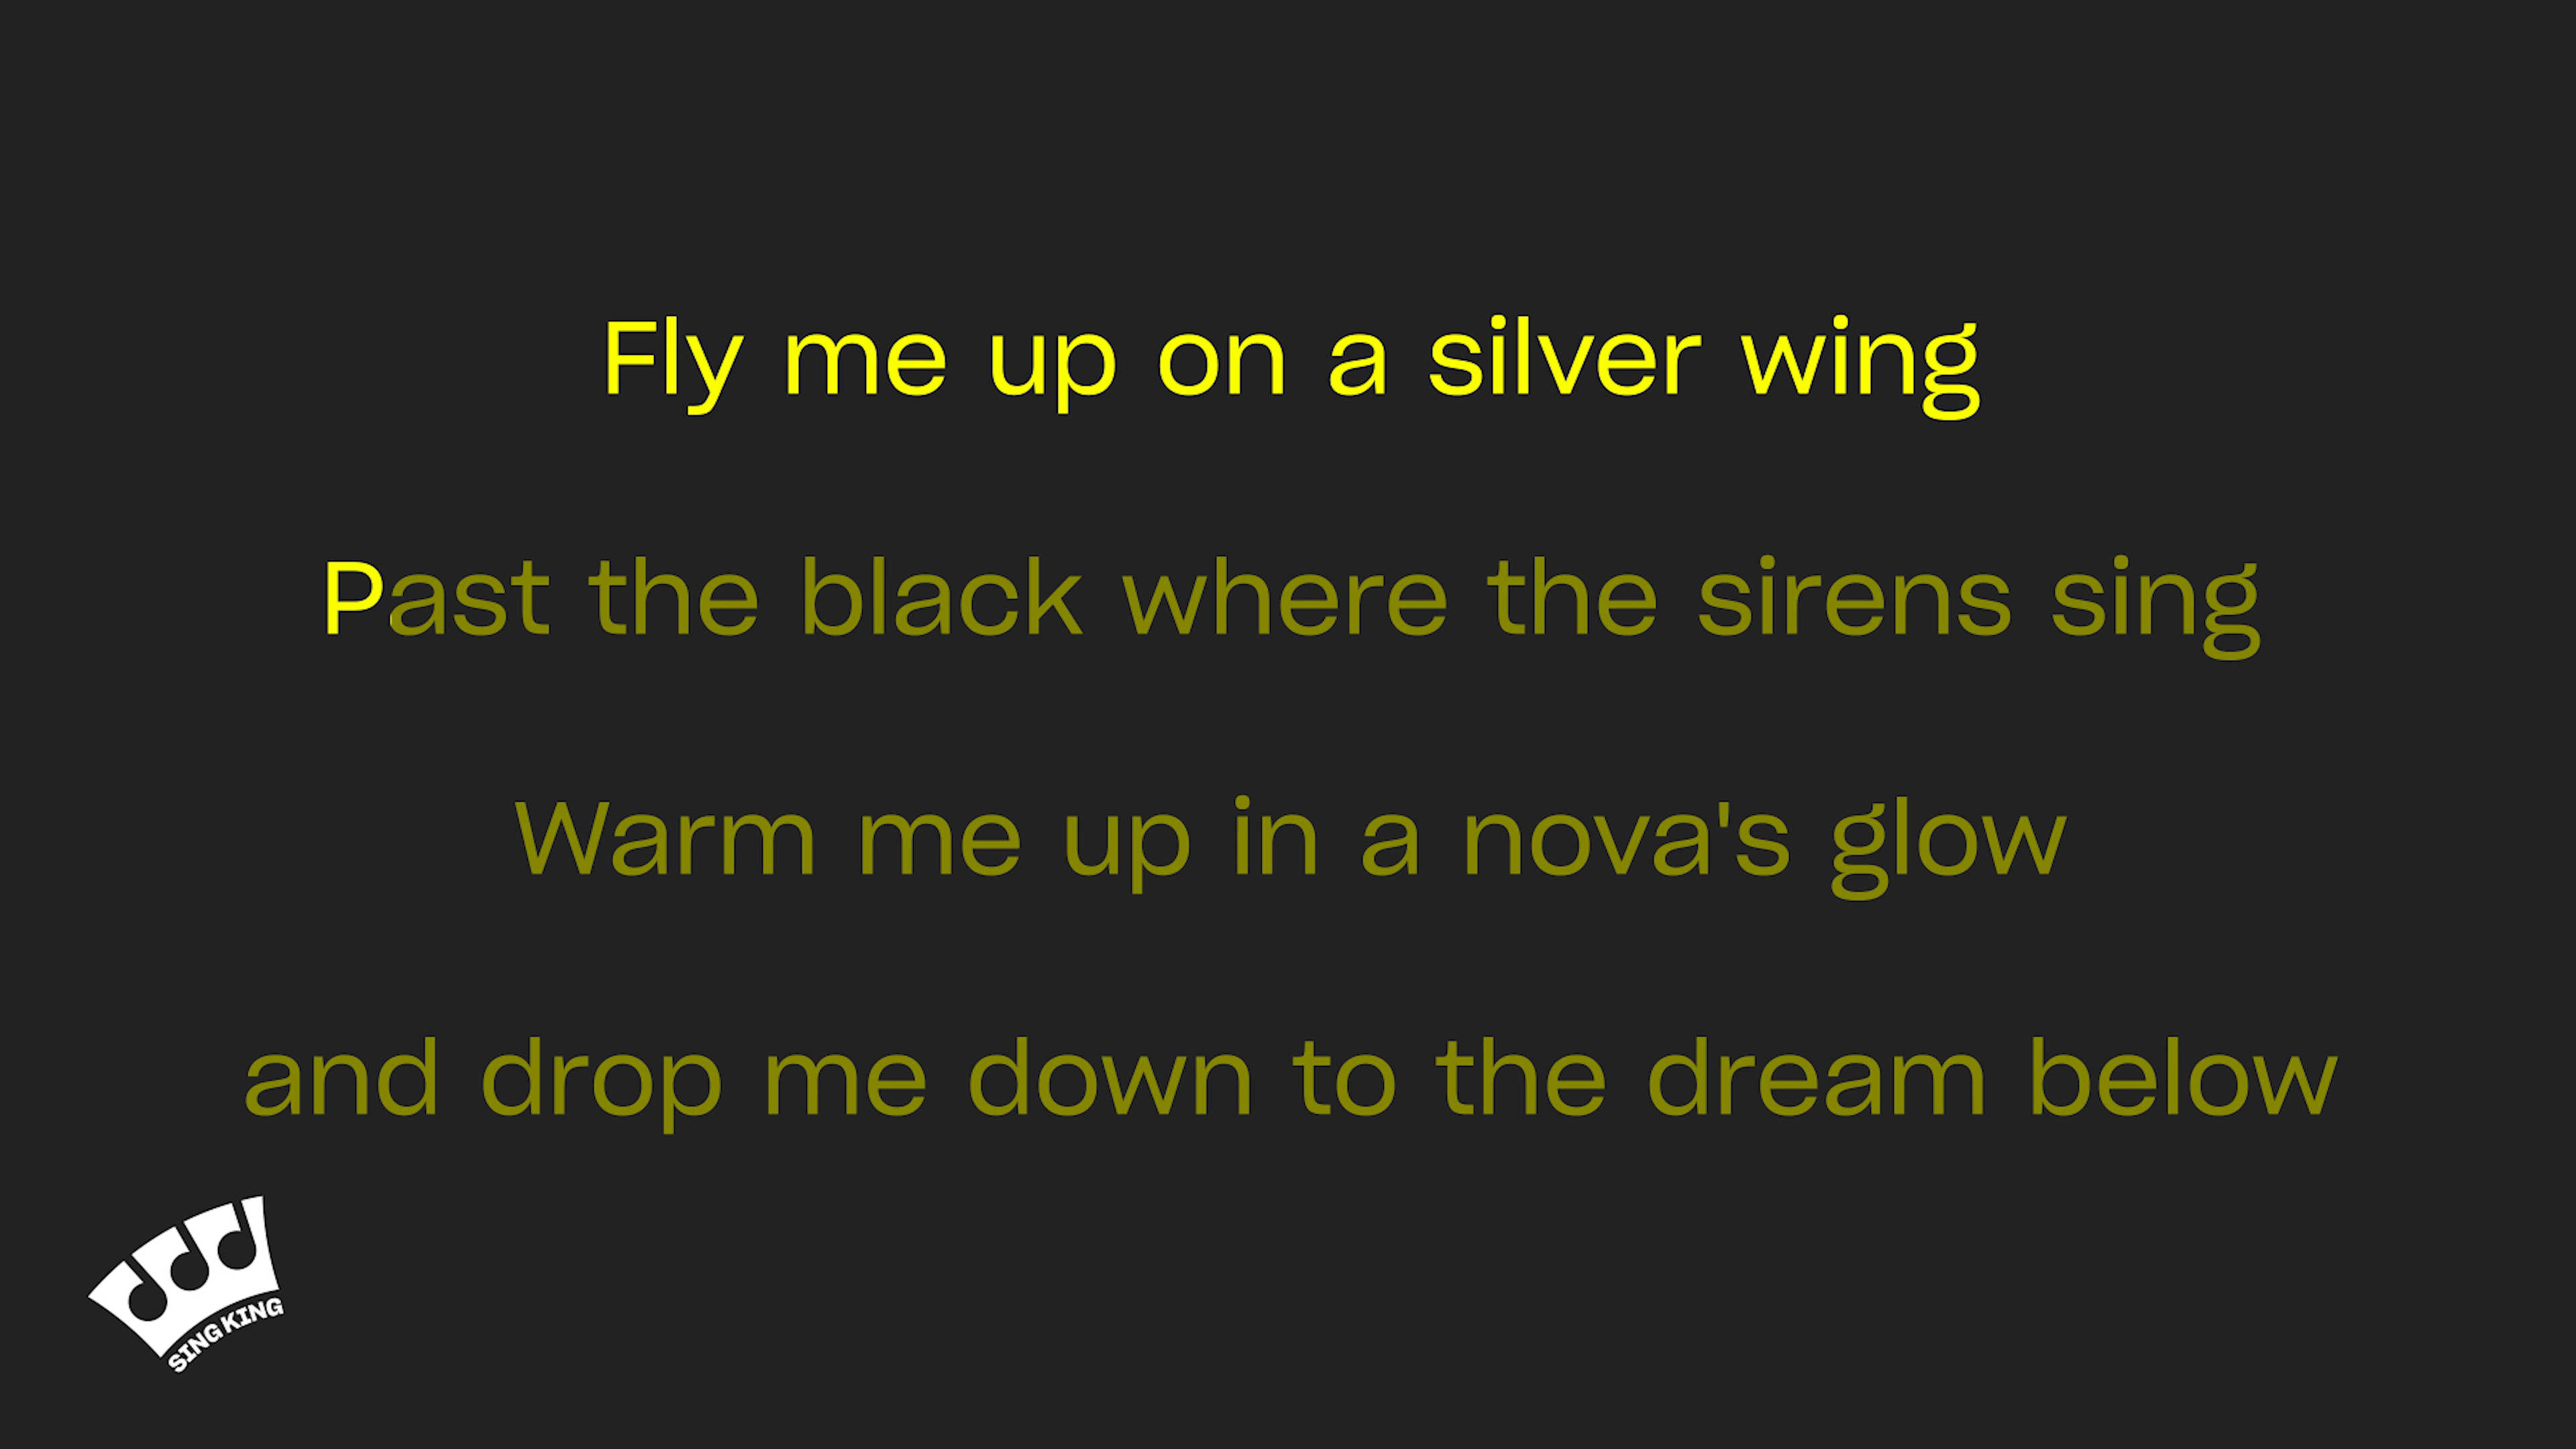 Fly me up on a silver wing
Past the black where the sirens sing
Warm me up in a nova's glow
and drop me down to the dream below
SING KING